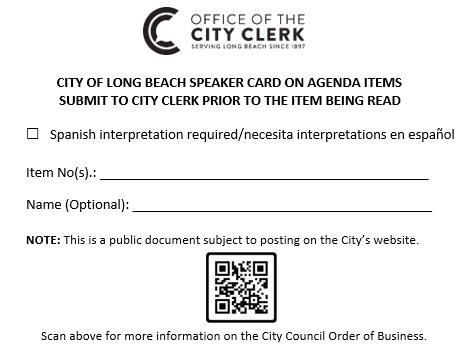 OFFICE OF THE
CITY CLERK
SERVING LONG BEACH SINCE 1897
CITY OF LONG BEACH SPEAKER CARD ON AGENDA ITEMS
SUBMIT TO CITY CLERK PRIOR TO THE ITEM BEING READ
☐ Spanish interpretation required/necesita interpretations en español
Item No(s).: ______________________
Name (Optional): ______________________
NOTE: This is a public document subject to posting on the City's website.
Scan above for more information on the City Council Order of Business.